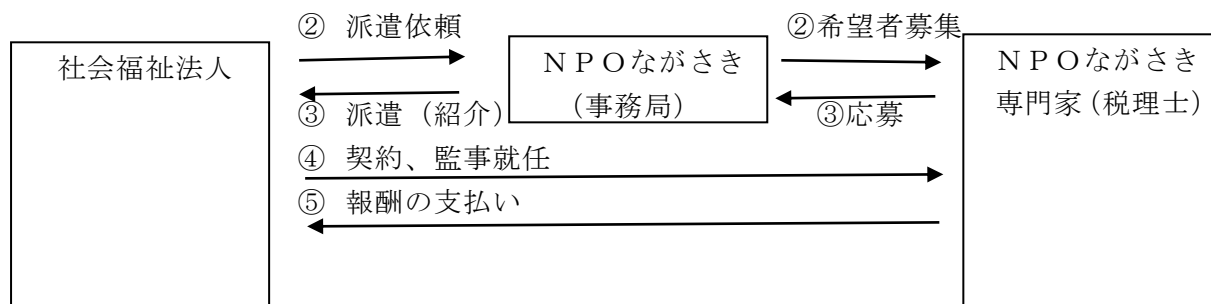 ② 派遣依頼
②希望者募集
社会福祉法人
ＮＰＯながさき
（事務局）
ＮＰＯながさき
専門家（税理士）
③ 派遣（紹介）
③応募
④ 契約、監事就任
⑤ 報酬の支払い